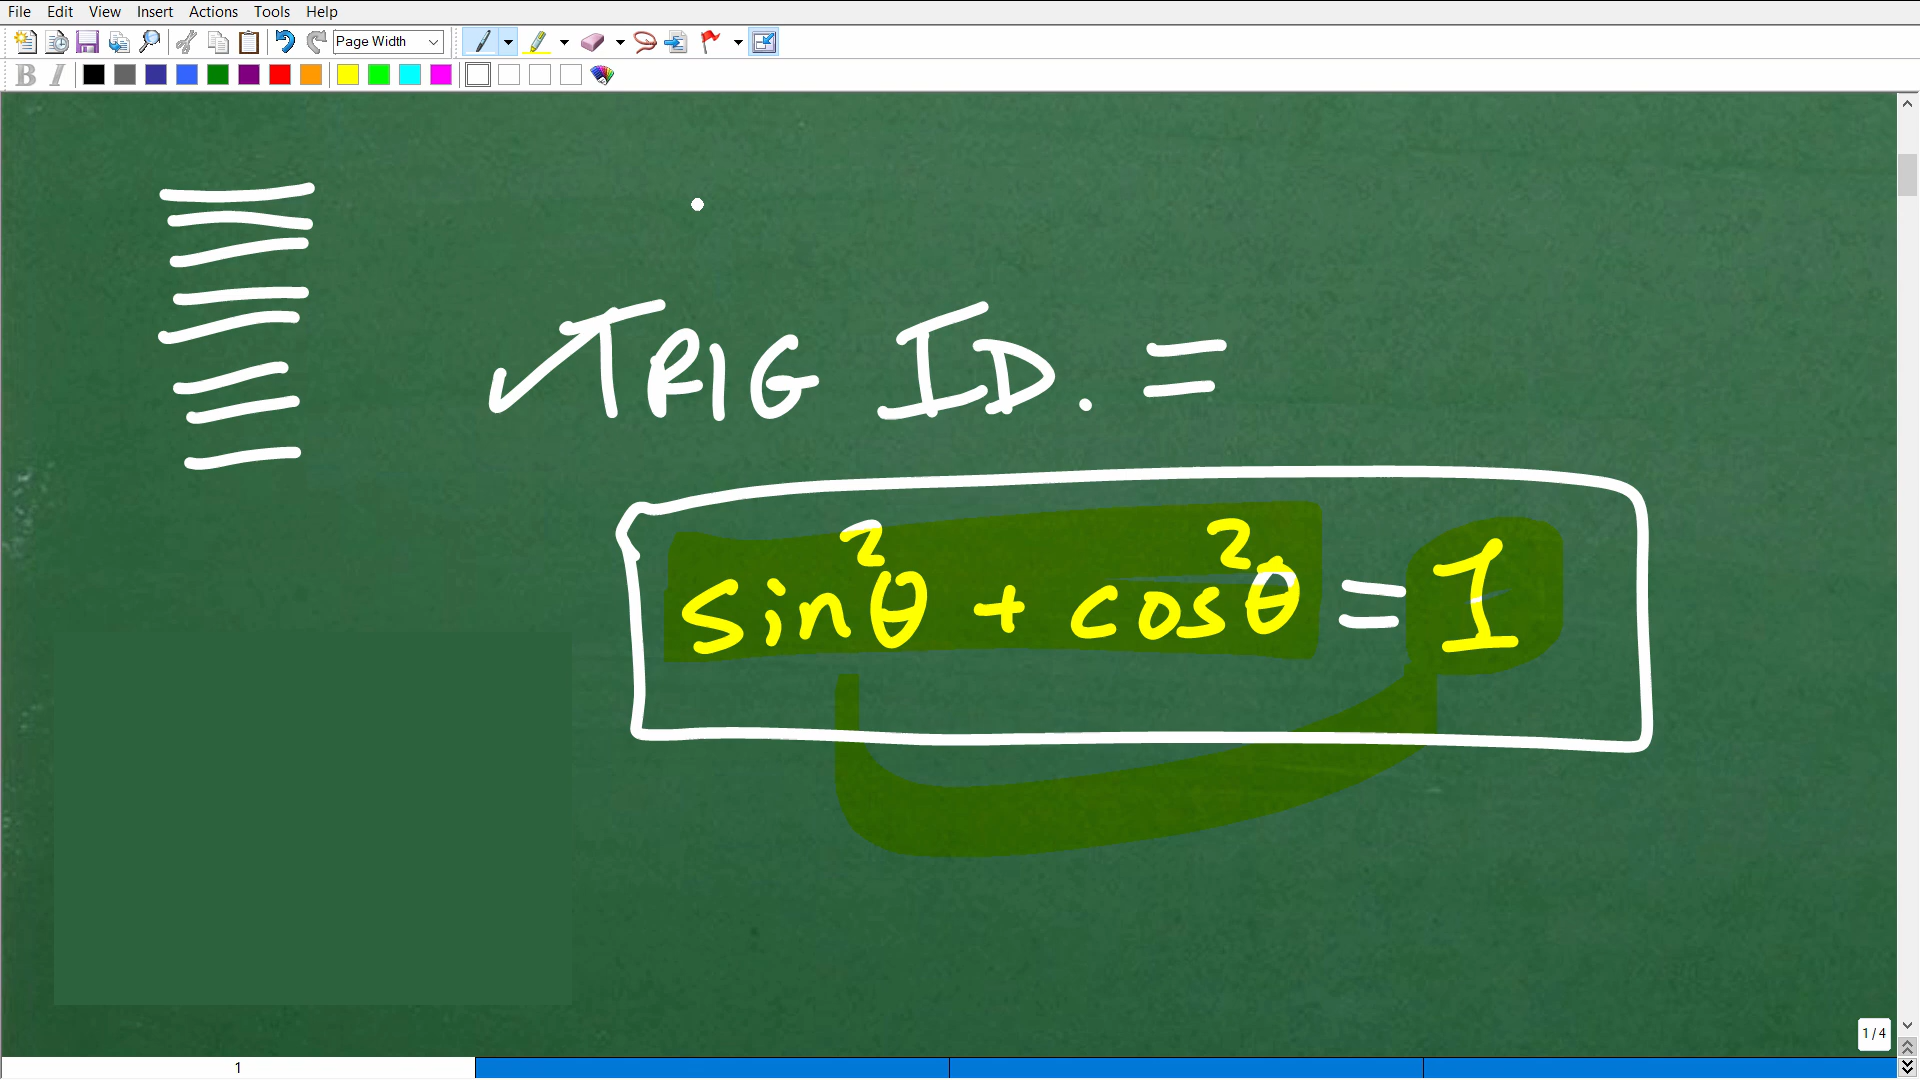 File Edit View Insert Actions Tools Help
Page Width
B I
TRIG ID. =
sin²θ + cos²θ = 1
1 / 4
1